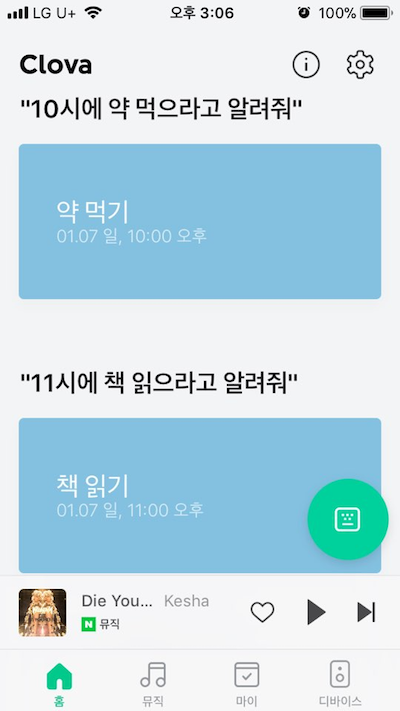 LG U+ 오후 3:06 100%
Clova
"10시에 약 먹으라고 알려줘"
약 먹기
01.07 일, 10:00 오후
"11시에 책 읽으라고 알려줘"
책 읽기
01.07 일, 11:00 오후
Die You... Kesha
N 뮤직
홈 뮤직 마이 디바이스